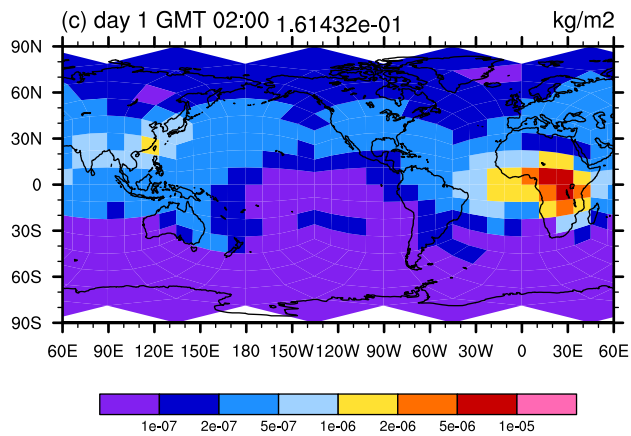 (c) day 1 GMT 02:00 1.61432e-01 kg/m2
90N
60N
30N
0
30S
60S
90S
60E 90E 120E 150E 180 150W 120W 90W 60W 30W 0 30E 60E
1e-07 2e-07 5e-07 1e-06 2e-06 5e-06 1e-05